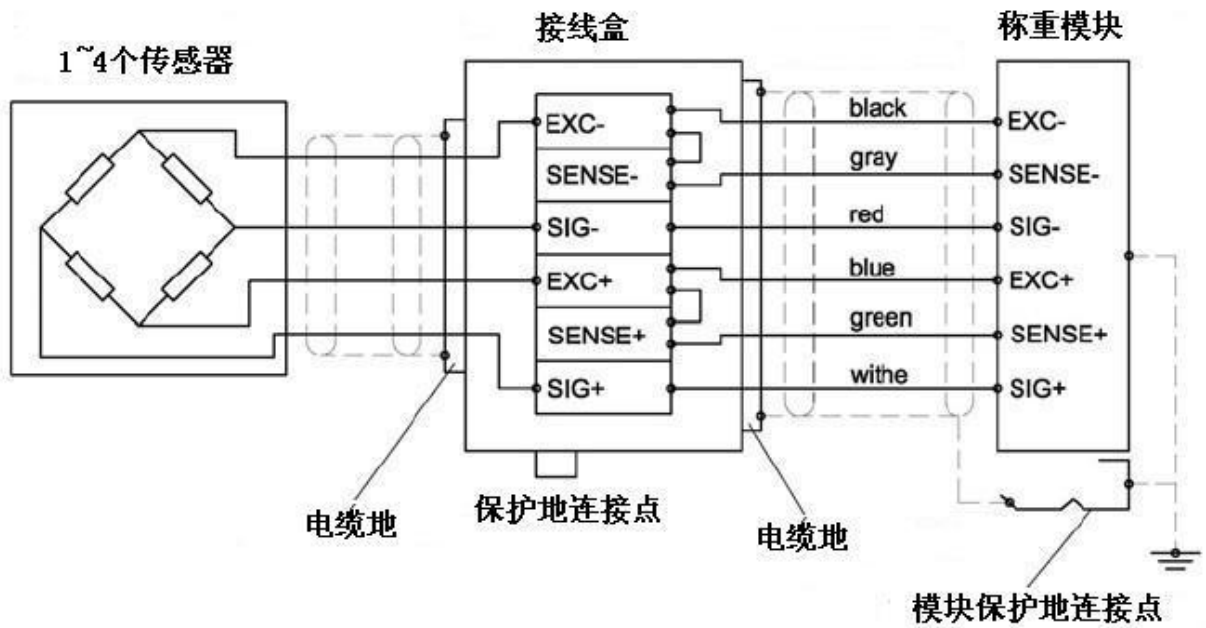 1~4个传感器
接线盒
称重模块
EXC-
SENSE-
SIG-
EXC+
SENSE+
SIG+
black
gray
red
blue
green
withe
EXC-
SENSE-
SIG-
EXC+
SENSE+
SIG+
电缆地
保护地连接点
电缆地
模块保护地连接点